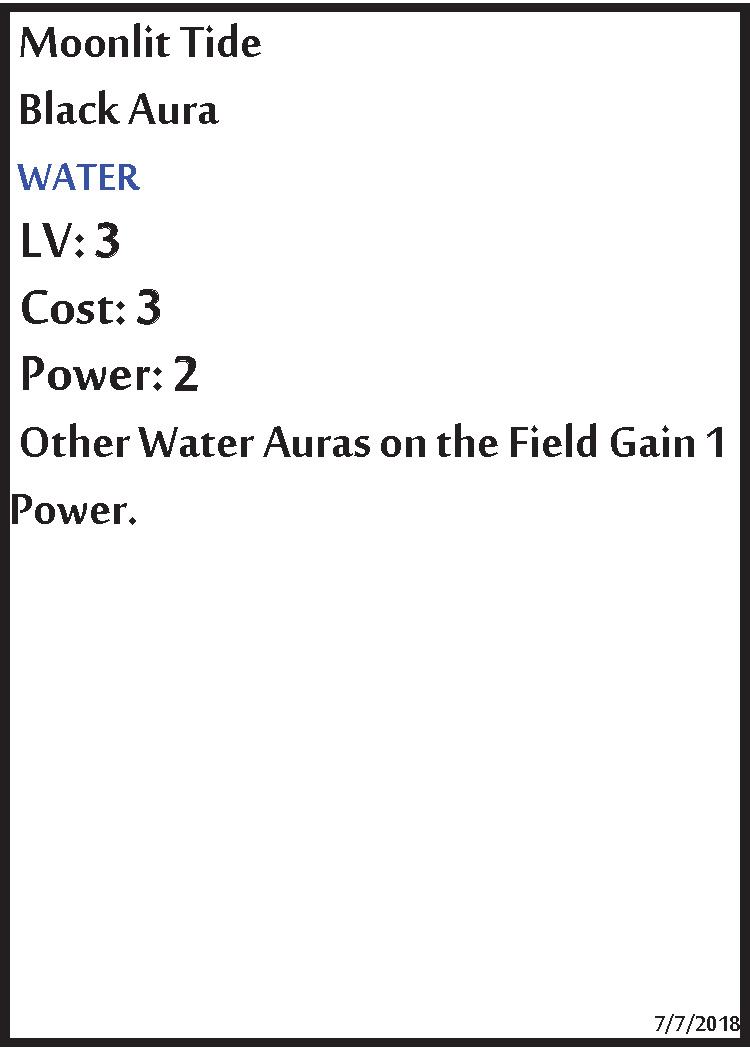 Moonlit Tide
Black Aura
WATER
LV: 3
Cost: 3
Power: 2
Other Water Auras on the Field Gain 1
Power.
7/7/2018